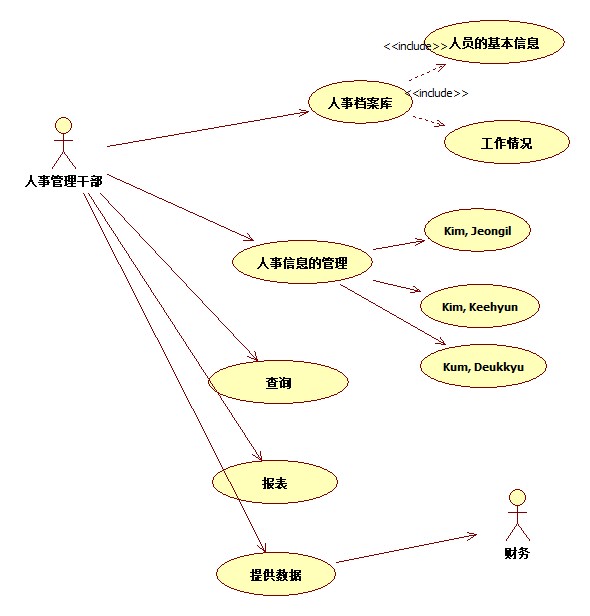 人员的基本信息
<<include>>
人事档案库
<<include>>
工作情况
人事管理干部
Kim, Jeongil
人事信息的管理
Kim, Keehyun
Kum, Deukkyu
查询
报表
财务
提供数据